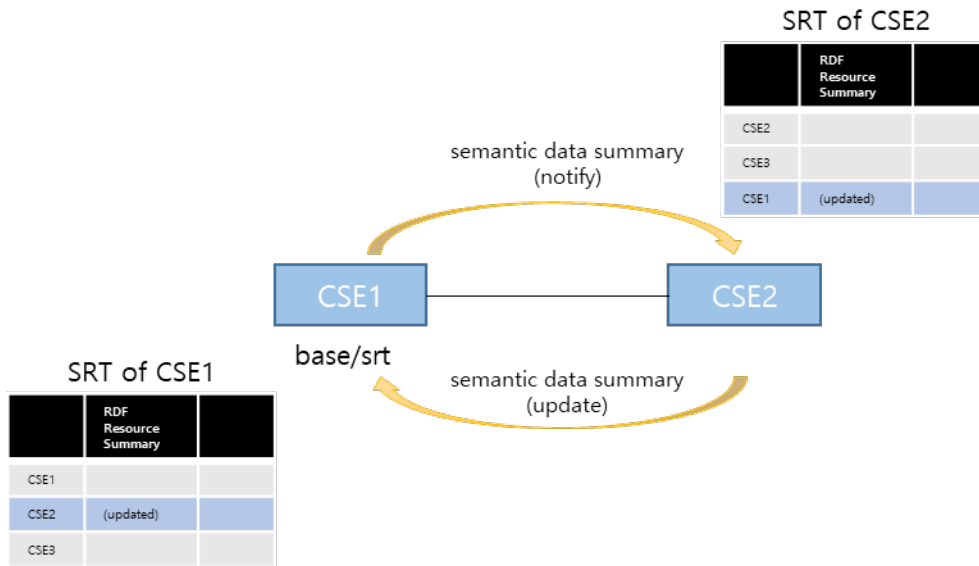 SRT of CSE2
RDF
Resource
Summary
CSE2
CSE3
CSE1 (updated)
semantic data summary
(notify)
CSE1
CSE2
base/srt
semantic data summary
(update)
SRT of CSE1
RDF
Resource
Summary
CSE1
CSE2 (updated)
CSE3